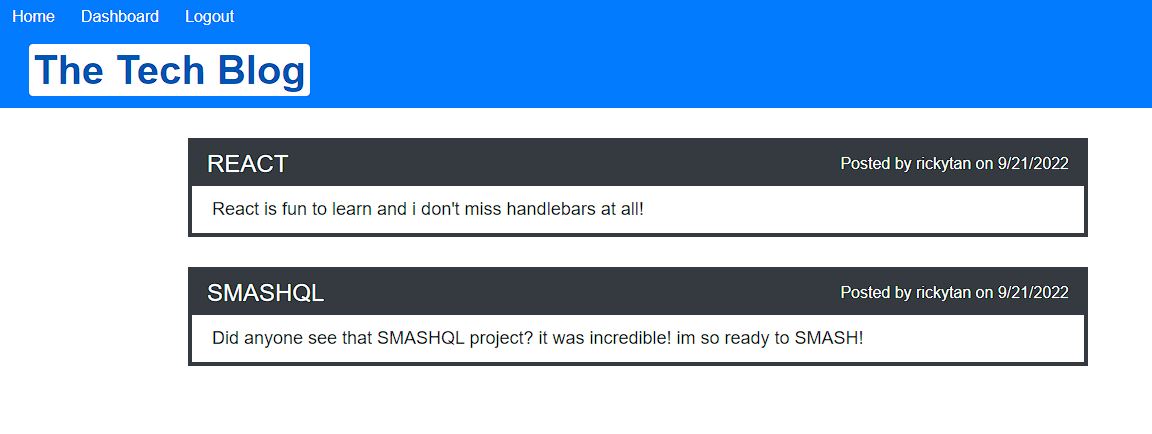 Home Dashboard Logout
The Tech Blog
REACT Posted by rickytan on 9/21/2022
React is fun to learn and i don't miss handlebars at all!
SMASHQL Posted by rickytan on 9/21/2022
Did anyone see that SMASHQL project? it was incredible! im so ready to SMASH!